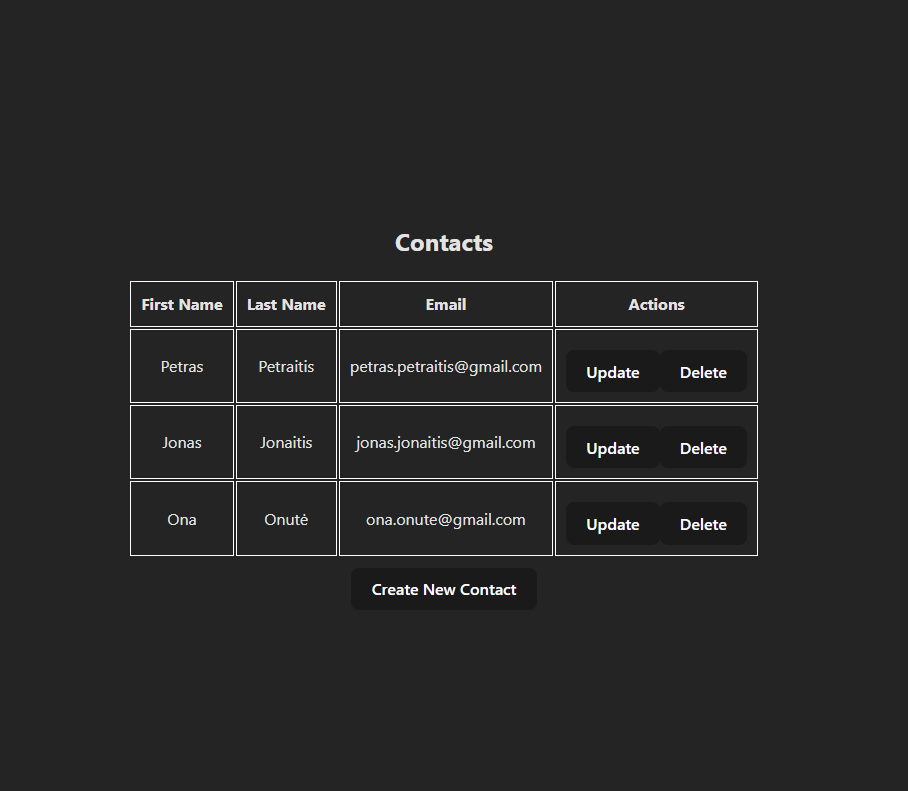 Contacts
First Name Last Name Email Actions
Petras Petraitis petras.petraitis@gmail.com Update Delete
Jonas Jonaitis jonas.jonaitis@gmail.com Update Delete
Ona Onutė ona.onute@gmail.com Update Delete
Create New Contact